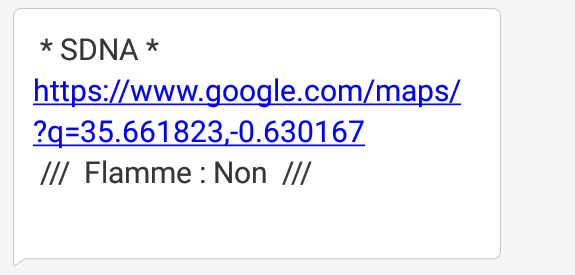 * SDNA *
https://www.google.com/maps/
?q=35.661823,-0.630167
/// Flamme : Non ///